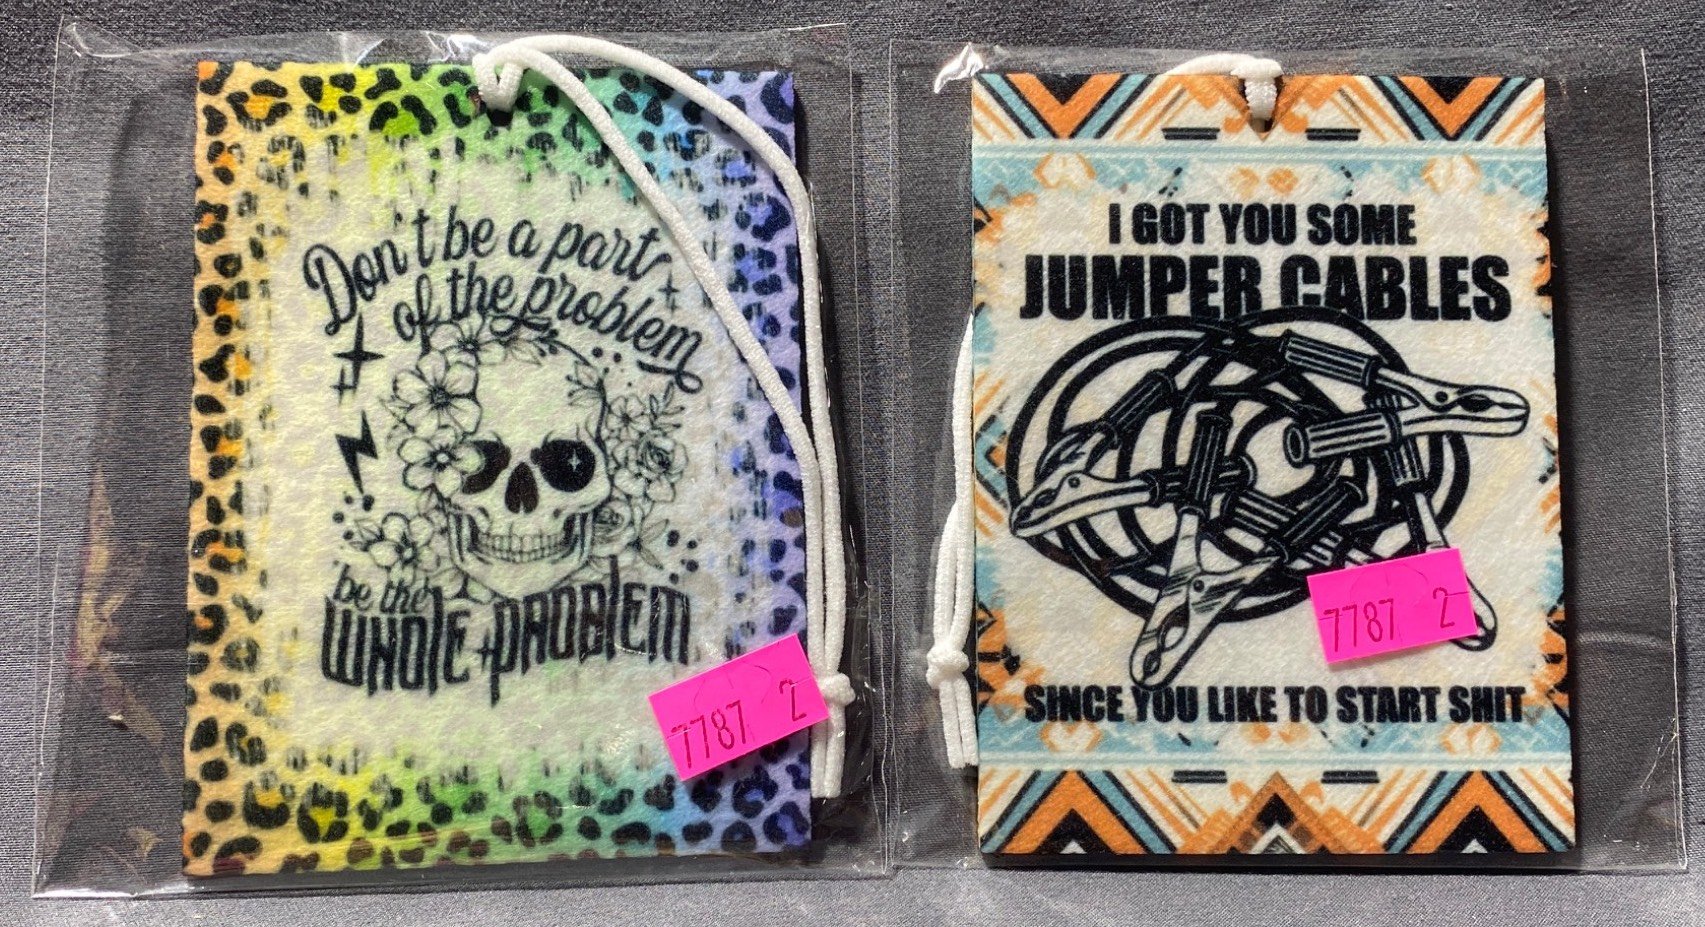 Don't be a part
of the problem
be the
WHOLE PROBLEM
7787 2
I GOT YOU SOME
JUMPER CABLES
7787 2
SINCE YOU LIKE TO START SHIT